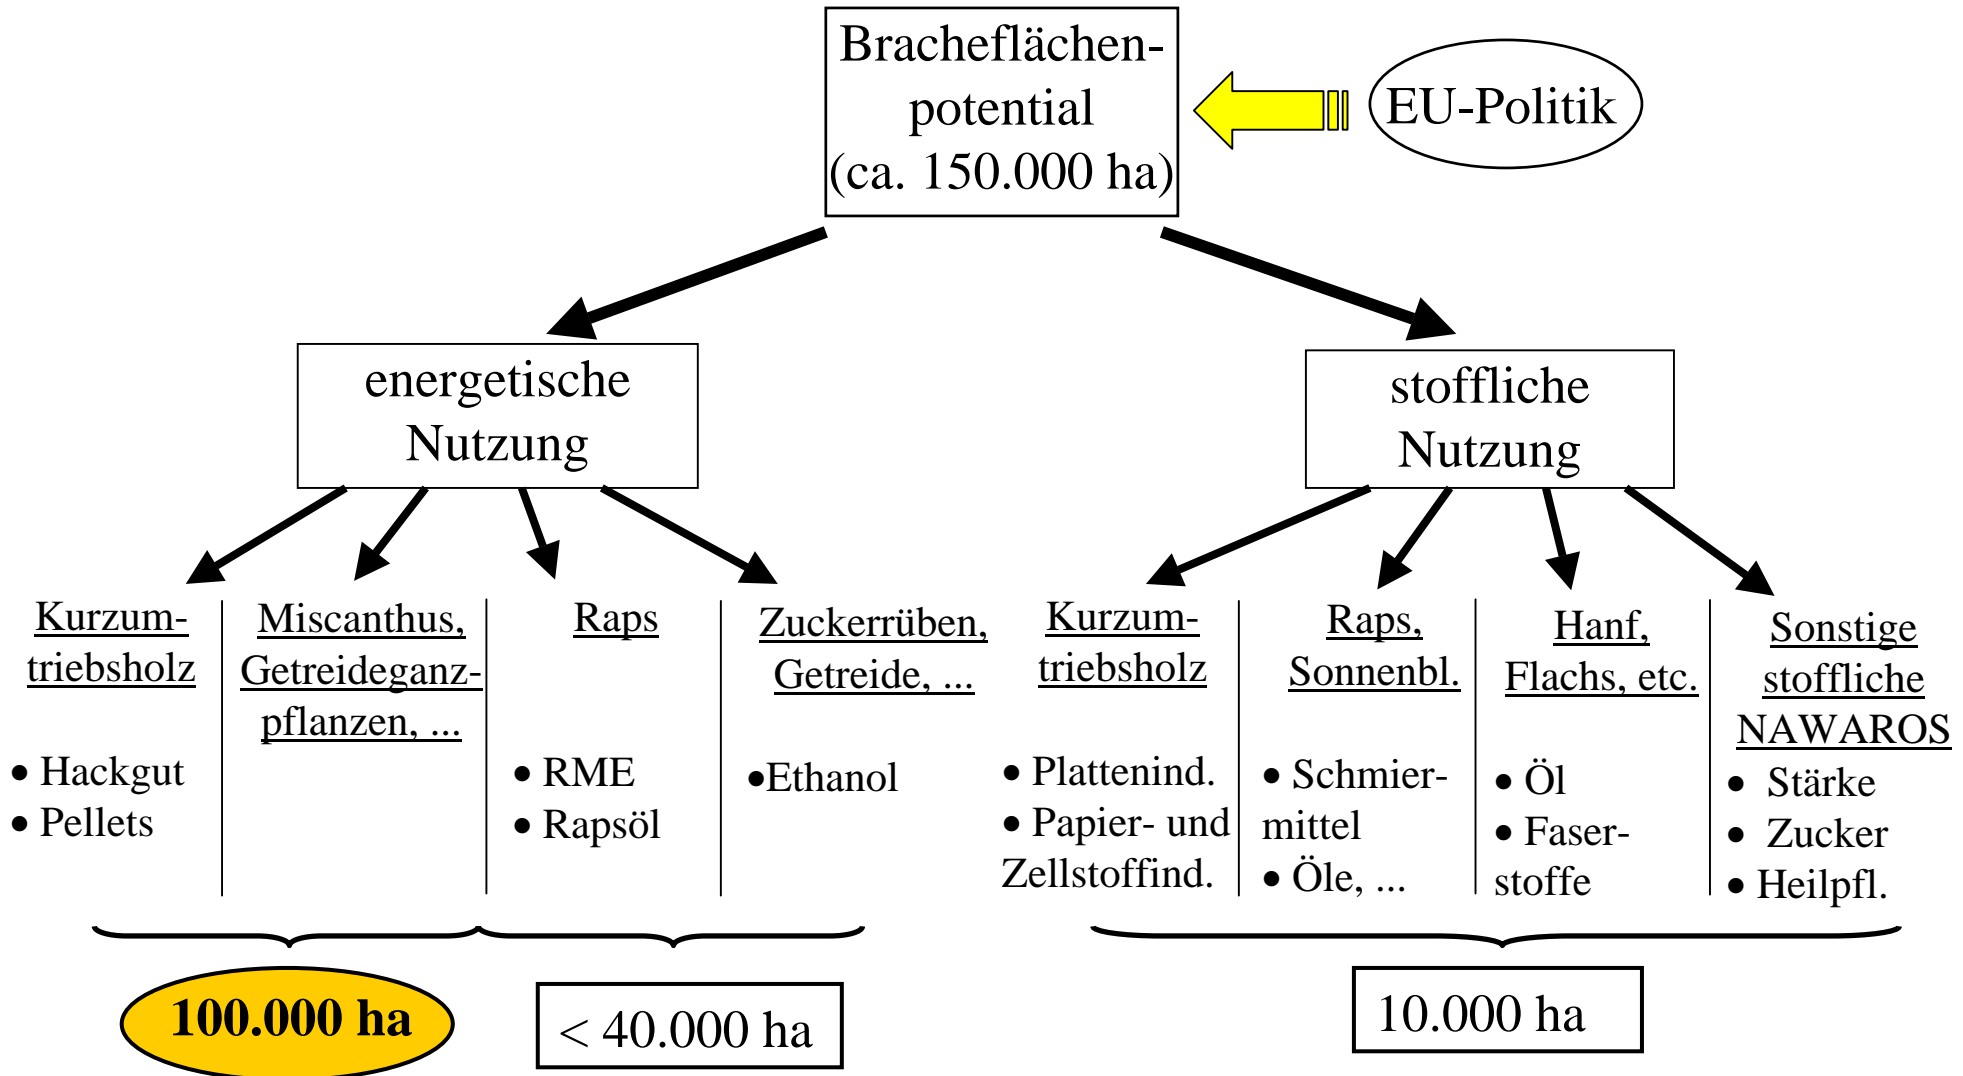 Bracheflächen-
potential
(ca. 150.000 ha)
EU-Politik
energetische
Nutzung
stoffliche
Nutzung
Kurzum-
triebsholz
• Hackgut
• Pellets
Miscanthus,
Getreideganz-
pflanzen, ...
Raps
• RME
• Rapsöl
Zuckerrüben,
Getreide, ...
•Ethanol
Kurzum-
triebsholz
• Plattenind.
• Papier- und
Zellstoffind.
Raps,
Sonnenbl.
• Schmier-
mittel
• Öle, ...
Hanf,
Flachs, etc.
• Öl
• Faser-
stoffe
Sonstige
stoffliche
NAWAROS
• Stärke
• Zucker
• Heilpfl.
100.000 ha
< 40.000 ha
10.000 ha